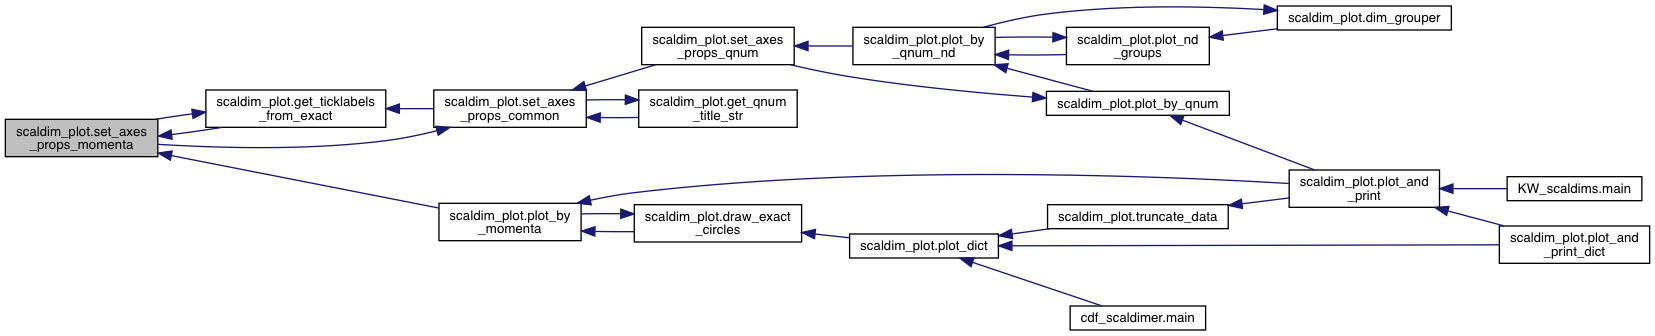 scaldim_plot.set_axes
_props_momenta
scaldim_plot.get_ticklabels
_from_exact
scaldim_plot.set_axes
_props_common
scaldim_plot.set_axes
_props_qnum
scaldim_plot.get_qnum
_title_str
scaldim_plot.plot_by
_qnum_nd
scaldim_plot.plot_nd
_groups
scaldim_plot.dim_grouper
scaldim_plot.plot_by_qnum
scaldim_plot.plot_by
_momenta
scaldim_plot.draw_exact
_circles
scaldim_plot.plot_dict
scaldim_plot.truncate_data
scaldim_plot.plot_and
_print
KW_scaldims.main
scaldim_plot.plot_and
_print_dict
cdf_scaldimer.main